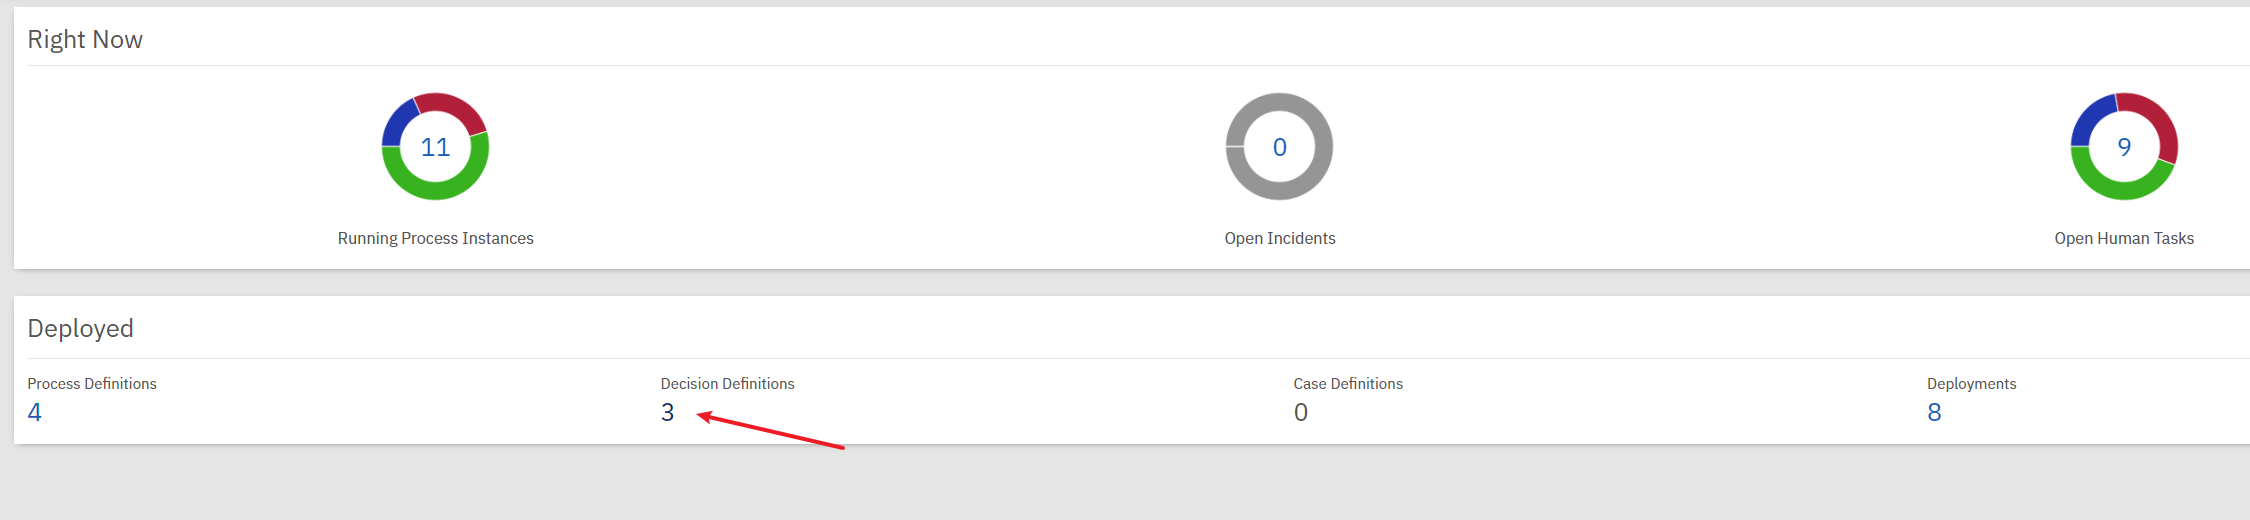 Right Now
11
0
9
Running Process Instances
Open Incidents
Open Human Tasks
Deployed
Process Definitions
Decision Definitions
Case Definitions
Deployments
4
3
0
8